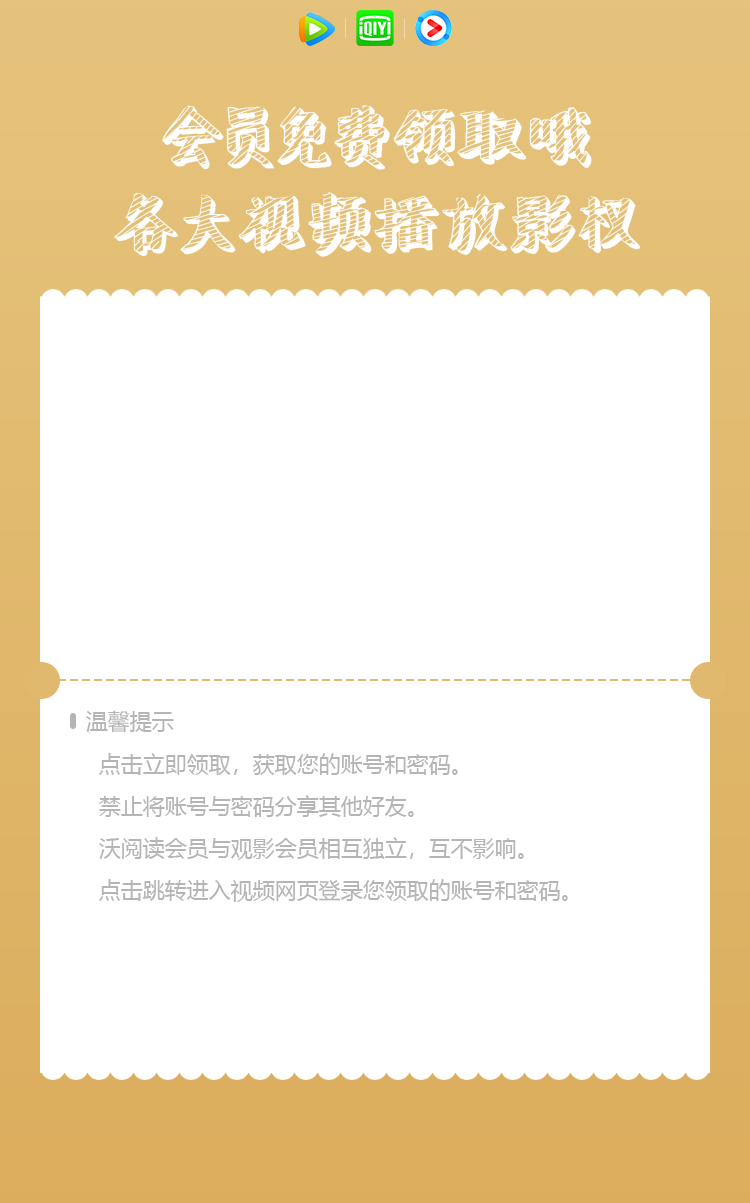 iQIYI
会员免费领取哦
各大视频播放影权
温馨提示
点击立即领取，获取您的账号和密码。
禁止将账号与密码分享其他好友。
沃阅读会员与观影会员相互独立，互不影响。
点击跳转进入视频网页登录您领取的账号和密码。